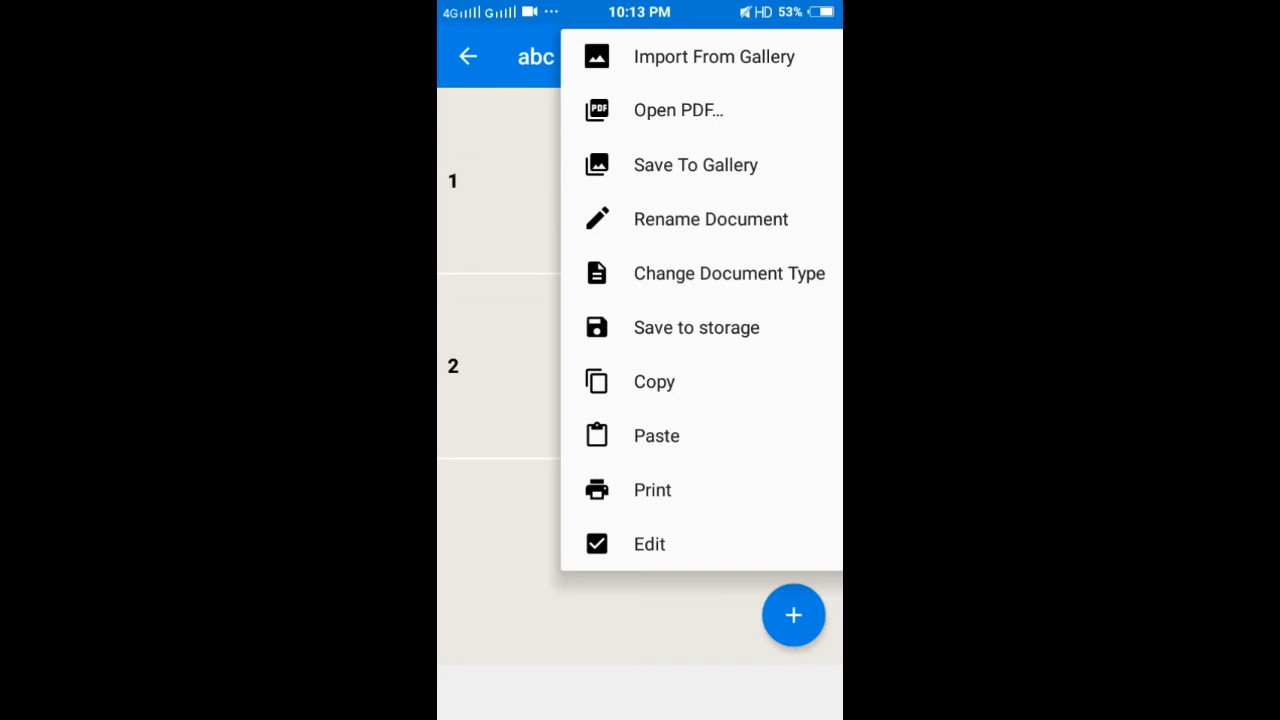 4G G ... 10:13 PM HD 53%
abc
Import From Gallery
PDF Open PDF...
Save To Gallery
1
Rename Document
Change Document Type
Save to storage
2
Copy
Paste
Print
Edit
+